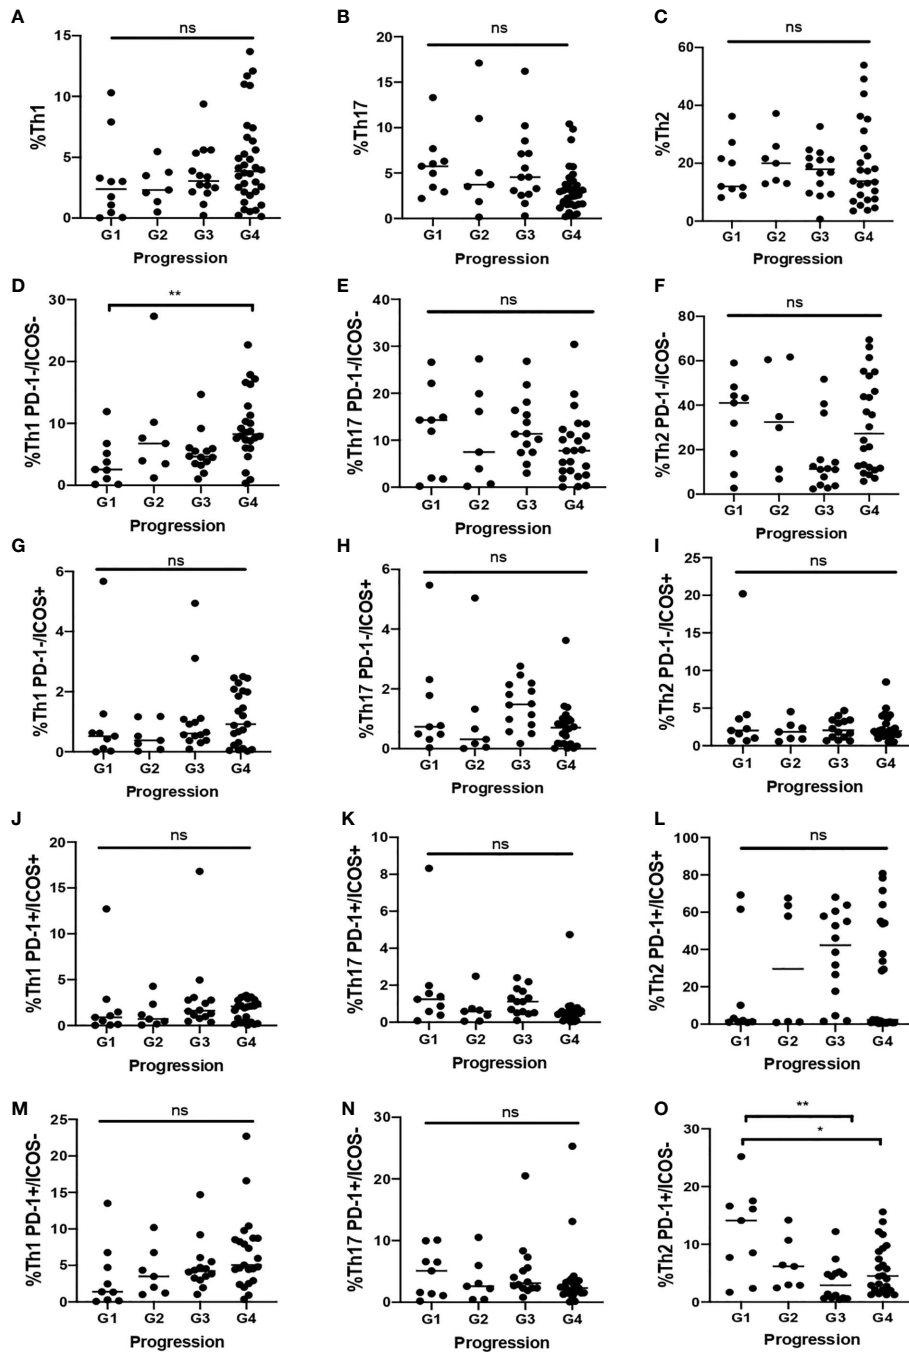 A
ns
%Th1
15
10
5
0
G1 G2 G3 G4
Progression
B
ns
%Th17
20
15
10
5
0
G1 G2 G3 G4
Progression
C
ns
%Th2
60
40
20
0
G1 G2 G3 G4
Progression
D
**
%Th1 PD-1-/ICOS-
30
20
10
0
G1 G2 G3 G4
Progression
E
ns
%Th17 PD-1-/ICOS-
40
30
20
10
0
G1 G2 G3 G4
Progression
F
ns
%Th2 PD-1-/ICOS-
80
60
40
20
0
G1 G2 G3 G4
Progression
G
ns
%Th1 PD-1-/ICOS+
6
4
2
0
G1 G2 G3 G4
Progression
H
ns
%Th17 PD-1-/ICOS+
6
4
2
0
G1 G2 G3 G4
Progression
I
ns
%Th2 PD-1-/ICOS+
25
20
15
10
5
0
G1 G2 G3 G4
Progression
J
ns
%Th1 PD-1+/ICOS+
20
15
10
5
0
G1 G2 G3 G4
Progression
K
ns
%Th17 PD-1+/ICOS+
10
8
6
4
2
0
G1 G2 G3 G4
Progression
L
ns
%Th2 PD-1+/ICOS+
100
80
60
40
20
0
G1 G2 G3 G4
Progression
M
ns
%Th1 PD-1+/ICOS-
25
20
15
10
5
0
G1 G2 G3 G4
Progression
N
ns
%Th17 PD-1+/ICOS-
30
20
10
0
G1 G2 G3 G4
Progression
O
**
*
%Th2 PD-1+/ICOS-
30
20
10
0
G1 G2 G3 G4
Progression